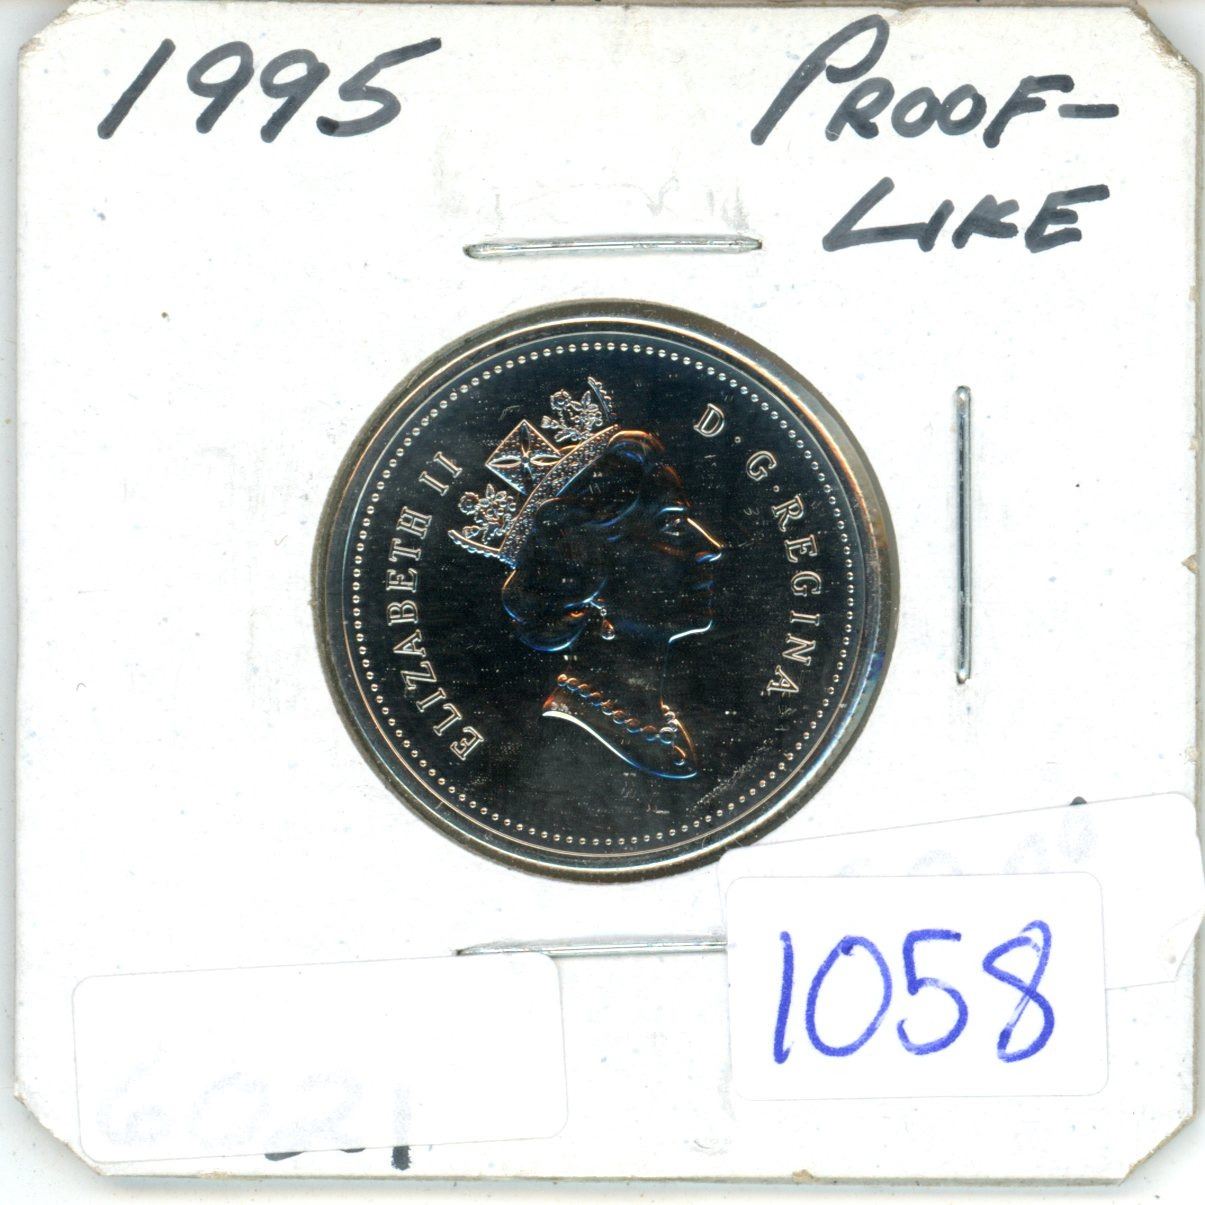 1995
PROOF-
LIKE
ELIZABETH II
D·G·REGINA
1058